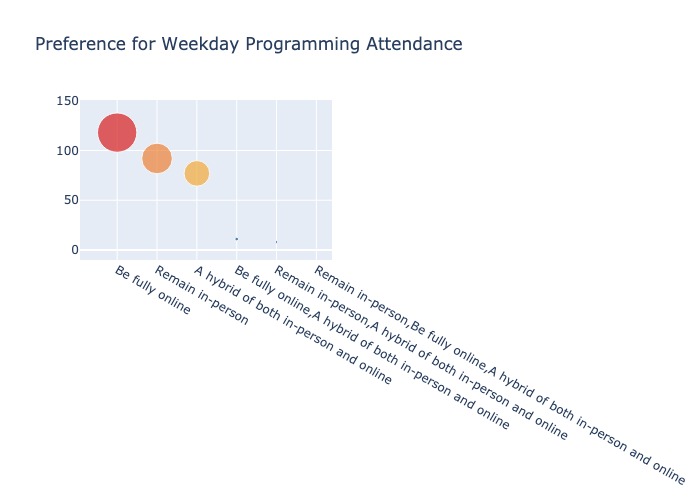 Preference for Weekday Programming Attendance
150
100
50
0
Be fully online
Remain in-person
A hybrid of both in-person and online
Be fully online,A hybrid of both in-person and online
Remain in-person,A hybrid of both in-person and online
Remain in-person,Be fully online,A hybrid of both in-person and online